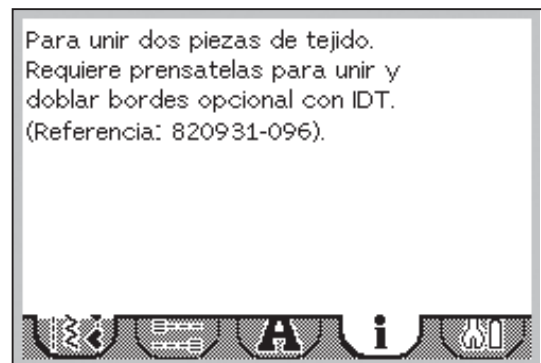 Para unir dos piezas de tejido.
Requiere prensatelas para unir y
doblar bordes opcional con IDT.
(Referencia: 820931-096).
A i